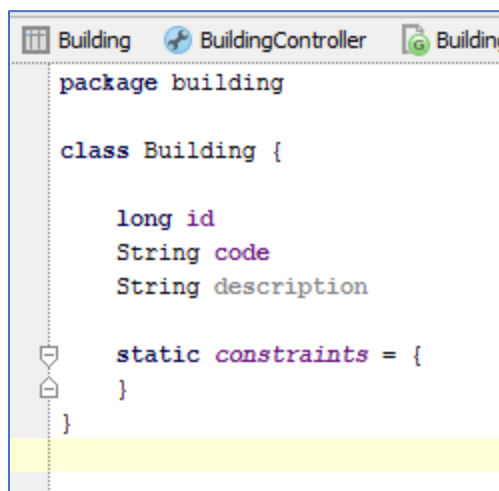 Building BuildingController Building
package building
class Building {
long id
String code
String description
static constraints = {
}
}